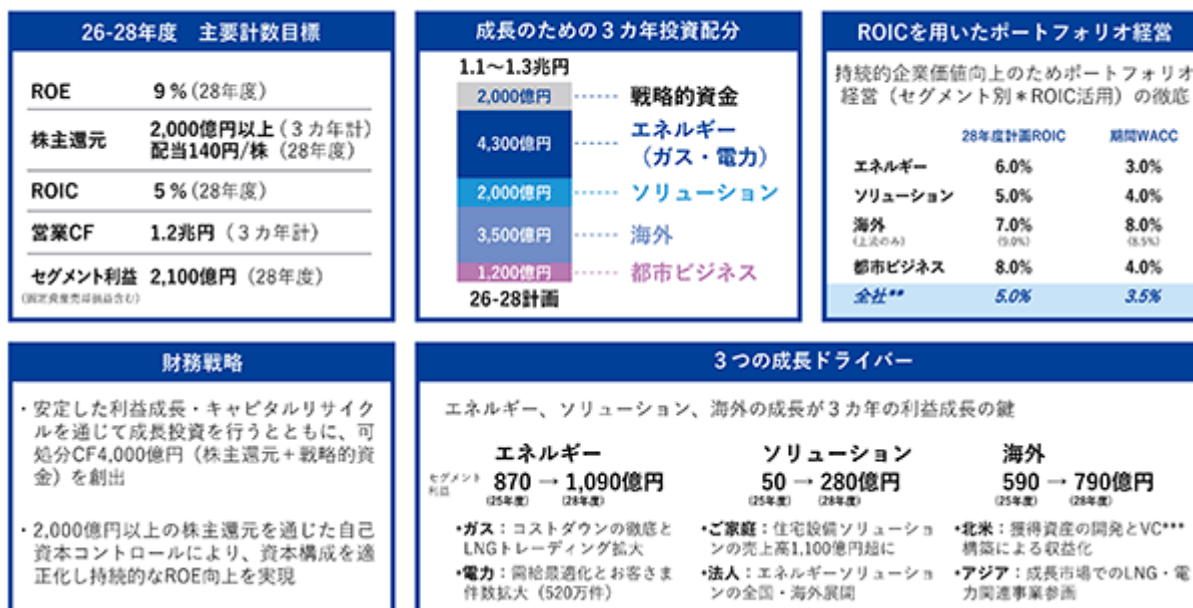 26-28年度　主要計数目標
ROE 9%(28年度)
株主還元 2,000億円以上(3カ年計)
配当140円/株 (28年度)
ROIC 5%(28年度)
営業CF 1.2兆円 (3カ年計)
セグメント利益 2,100億円 (28年度)
(固定資産売却損益含む)
成長のための3カ年投資配分
1.1～1.3兆円
2,000億円 戦略的資金
4,300億円 エネルギー
(ガス・電力)
2,000億円 ソリューション
3,500億円 海外
1,200億円 都市ビジネス
26-28計画
ROICを用いたポートフォリオ経営
持続的企業価値向上のためポートフォリオ
経営（セグメント別＊ROIC活用）の徹底
28年度計画ROIC 期間WACC
エネルギー 6.0% 3.0%
ソリューション 5.0% 4.0%
海外 7.0% 8.0%
(上流のみ) (9.0%) (8.5%)
都市ビジネス 8.0% 4.0%
全社** 5.0% 3.5%
財務戦略
・安定した利益成長・キャピタルリサイク
ルを通じて成長投資を行うとともに、可
処分CF4,000億円（株主還元＋戦略的資
金）を創出
・2,000億円以上の株主還元を通じた自己
資本コントロールにより、資本構成を適
正化し持続的なROE向上を実現
3つの成長ドライバー
エネルギー、ソリューション、海外の成長が3カ年の利益成長の鍵
エネルギー
セグメント
利益
870 → 1,090億円
(25年度) (28年度)
•ガス：コストダウンの徹底と
LNGトレーディング拡大
•電力：需給最適化とお客さま
件数拡大（520万件）
ソリューション
50 → 280億円
(25年度) (28年度)
•ご家庭：住宅設備ソリューショ
ンの売上高1,100億円超に
•法人：エネルギーソリューショ
ンの全国・海外展開
海外
590 → 790億円
(25年度) (28年度)
•北米：獲得資産の開発とVC***
構築による収益化
•アジア：成長市場でのLNG・電
力関連事業参画